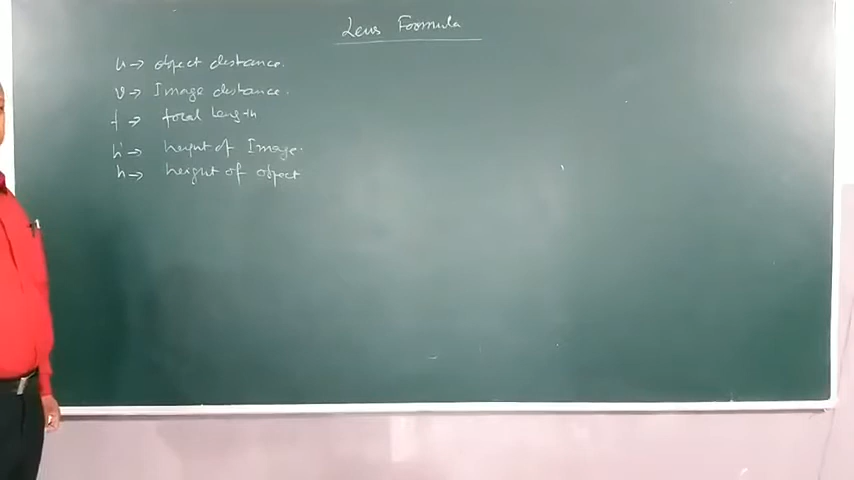 Lens Formula
u → object distance.
v → Image distance.
f → focal length
h' → height of Image.
h → height of object